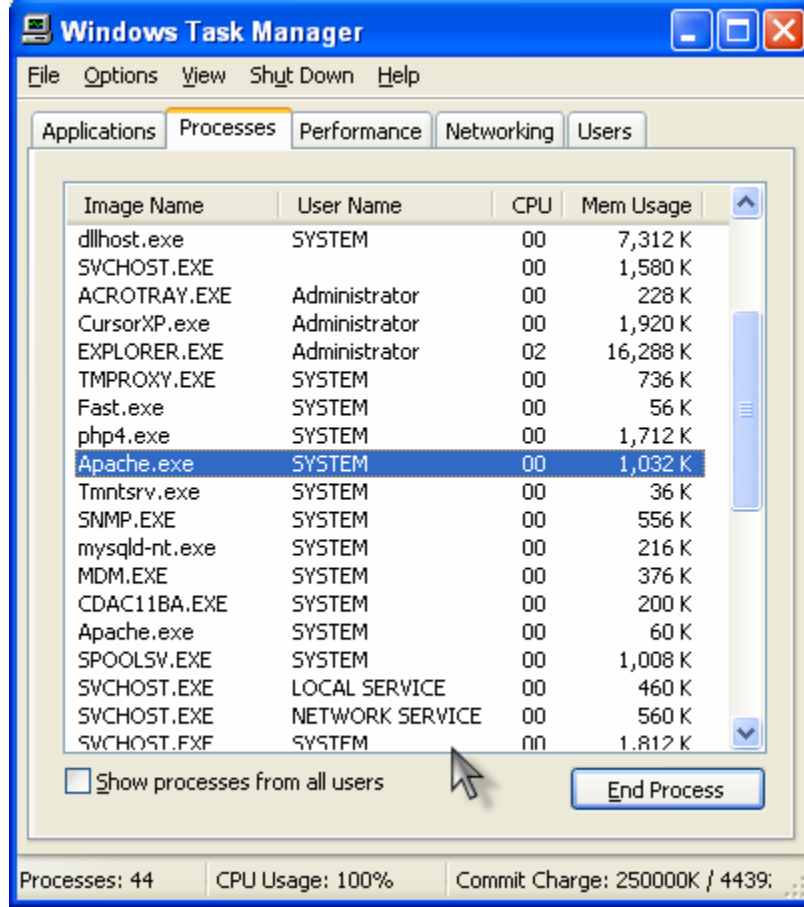 Windows Task Manager
File Options View Shut Down Help
Applications Processes Performance Networking Users
Image Name User Name CPU Mem Usage
dllhost.exe SYSTEM 00 7,312 K
SVCHOST.EXE 00 1,580 K
ACROTRAY.EXE Administrator 00 228 K
CursorXP.exe Administrator 00 1,920 K
EXPLORER.EXE Administrator 02 16,288 K
TMPROXY.EXE SYSTEM 00 736 K
Fast.exe SYSTEM 00 56 K
php4.exe SYSTEM 00 1,712 K
Apache.exe SYSTEM 00 1,032 K
Tmntsrv.exe SYSTEM 00 36 K
SNMP.EXE SYSTEM 00 556 K
mysqld-nt.exe SYSTEM 00 216 K
MDM.EXE SYSTEM 00 376 K
CDAC11BA.EXE SYSTEM 00 200 K
Apache.exe SYSTEM 00 60 K
SPOOLSV.EXE SYSTEM 00 1,008 K
SVCHOST.EXE LOCAL SERVICE 00 460 K
SVCHOST.EXE NETWORK SERVICE 00 560 K
SVCHOST.EXE SYSTEM 00 1,812 K
Show processes from all users End Process
Processes: 44 CPU Usage: 100% Commit Charge: 250000K / 4439